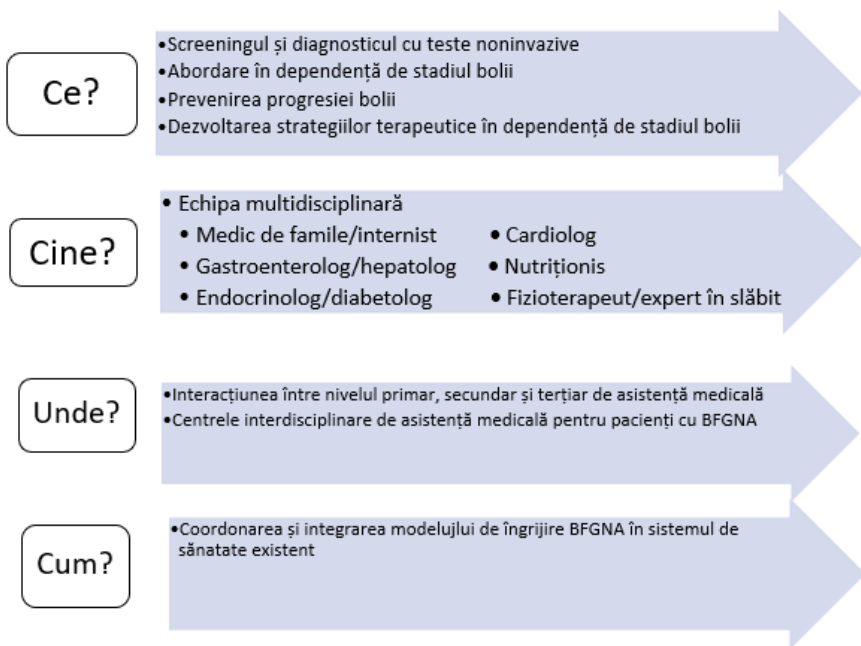 Ce?
•Screeningul și diagnosticul cu teste noninvazive
•Abordare în dependență de stadiul bolii
•Prevenirea progresiei bolii
•Dezvoltarea strategiilor terapeutice în dependență de stadiul bolii
Cine?
• Echipa multidisciplinară
• Medic de famile/internist • Cardiolog
• Gastroenterolog/hepatolog • Nutriționis
• Endocrinolog/diabetolog • Fizioterapeut/expert în slăbit
Unde?
•Interacțiunea între nivelul primar, secundar și terțiar de asistență medicală
•Centrele interdisciplinare de asistență medicală pentru pacienți cu BFGNA
Cum?
•Coordonarea și integrarea modelujlui de îngrijire BFGNA în sistemul de
sănatate existent